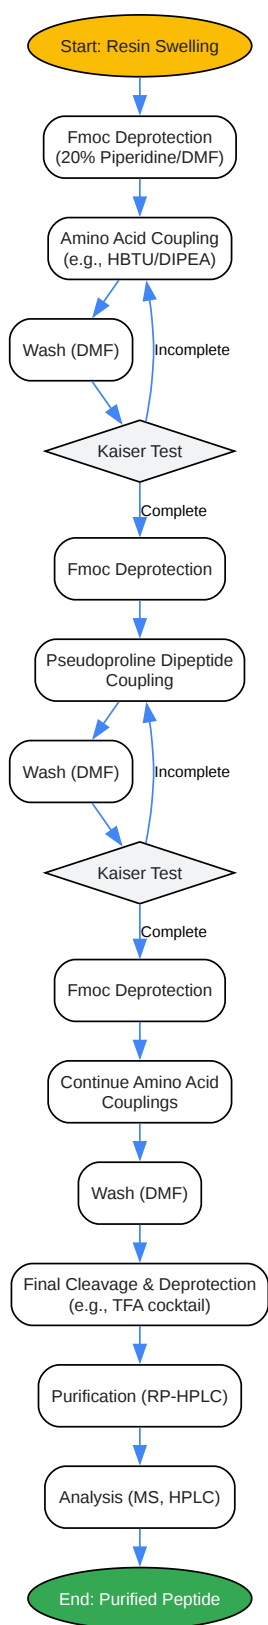 Start: Resin Swelling
Fmoc Deprotection
(20% Piperidine/DMF)
Amino Acid Coupling
(e.g., HBTU/DIPEA)
Wash (DMF)
Incomplete
Kaiser Test
Complete
Fmoc Deprotection
Pseudoproline Dipeptide
Coupling
Wash (DMF)
Incomplete
Kaiser Test
Complete
Fmoc Deprotection
Continue Amino Acid
Couplings
Wash (DMF)
Final Cleavage & Deprotection
(e.g., TFA cocktail)
Purification (RP-HPLC)
Analysis (MS, HPLC)
End: Purified Peptide